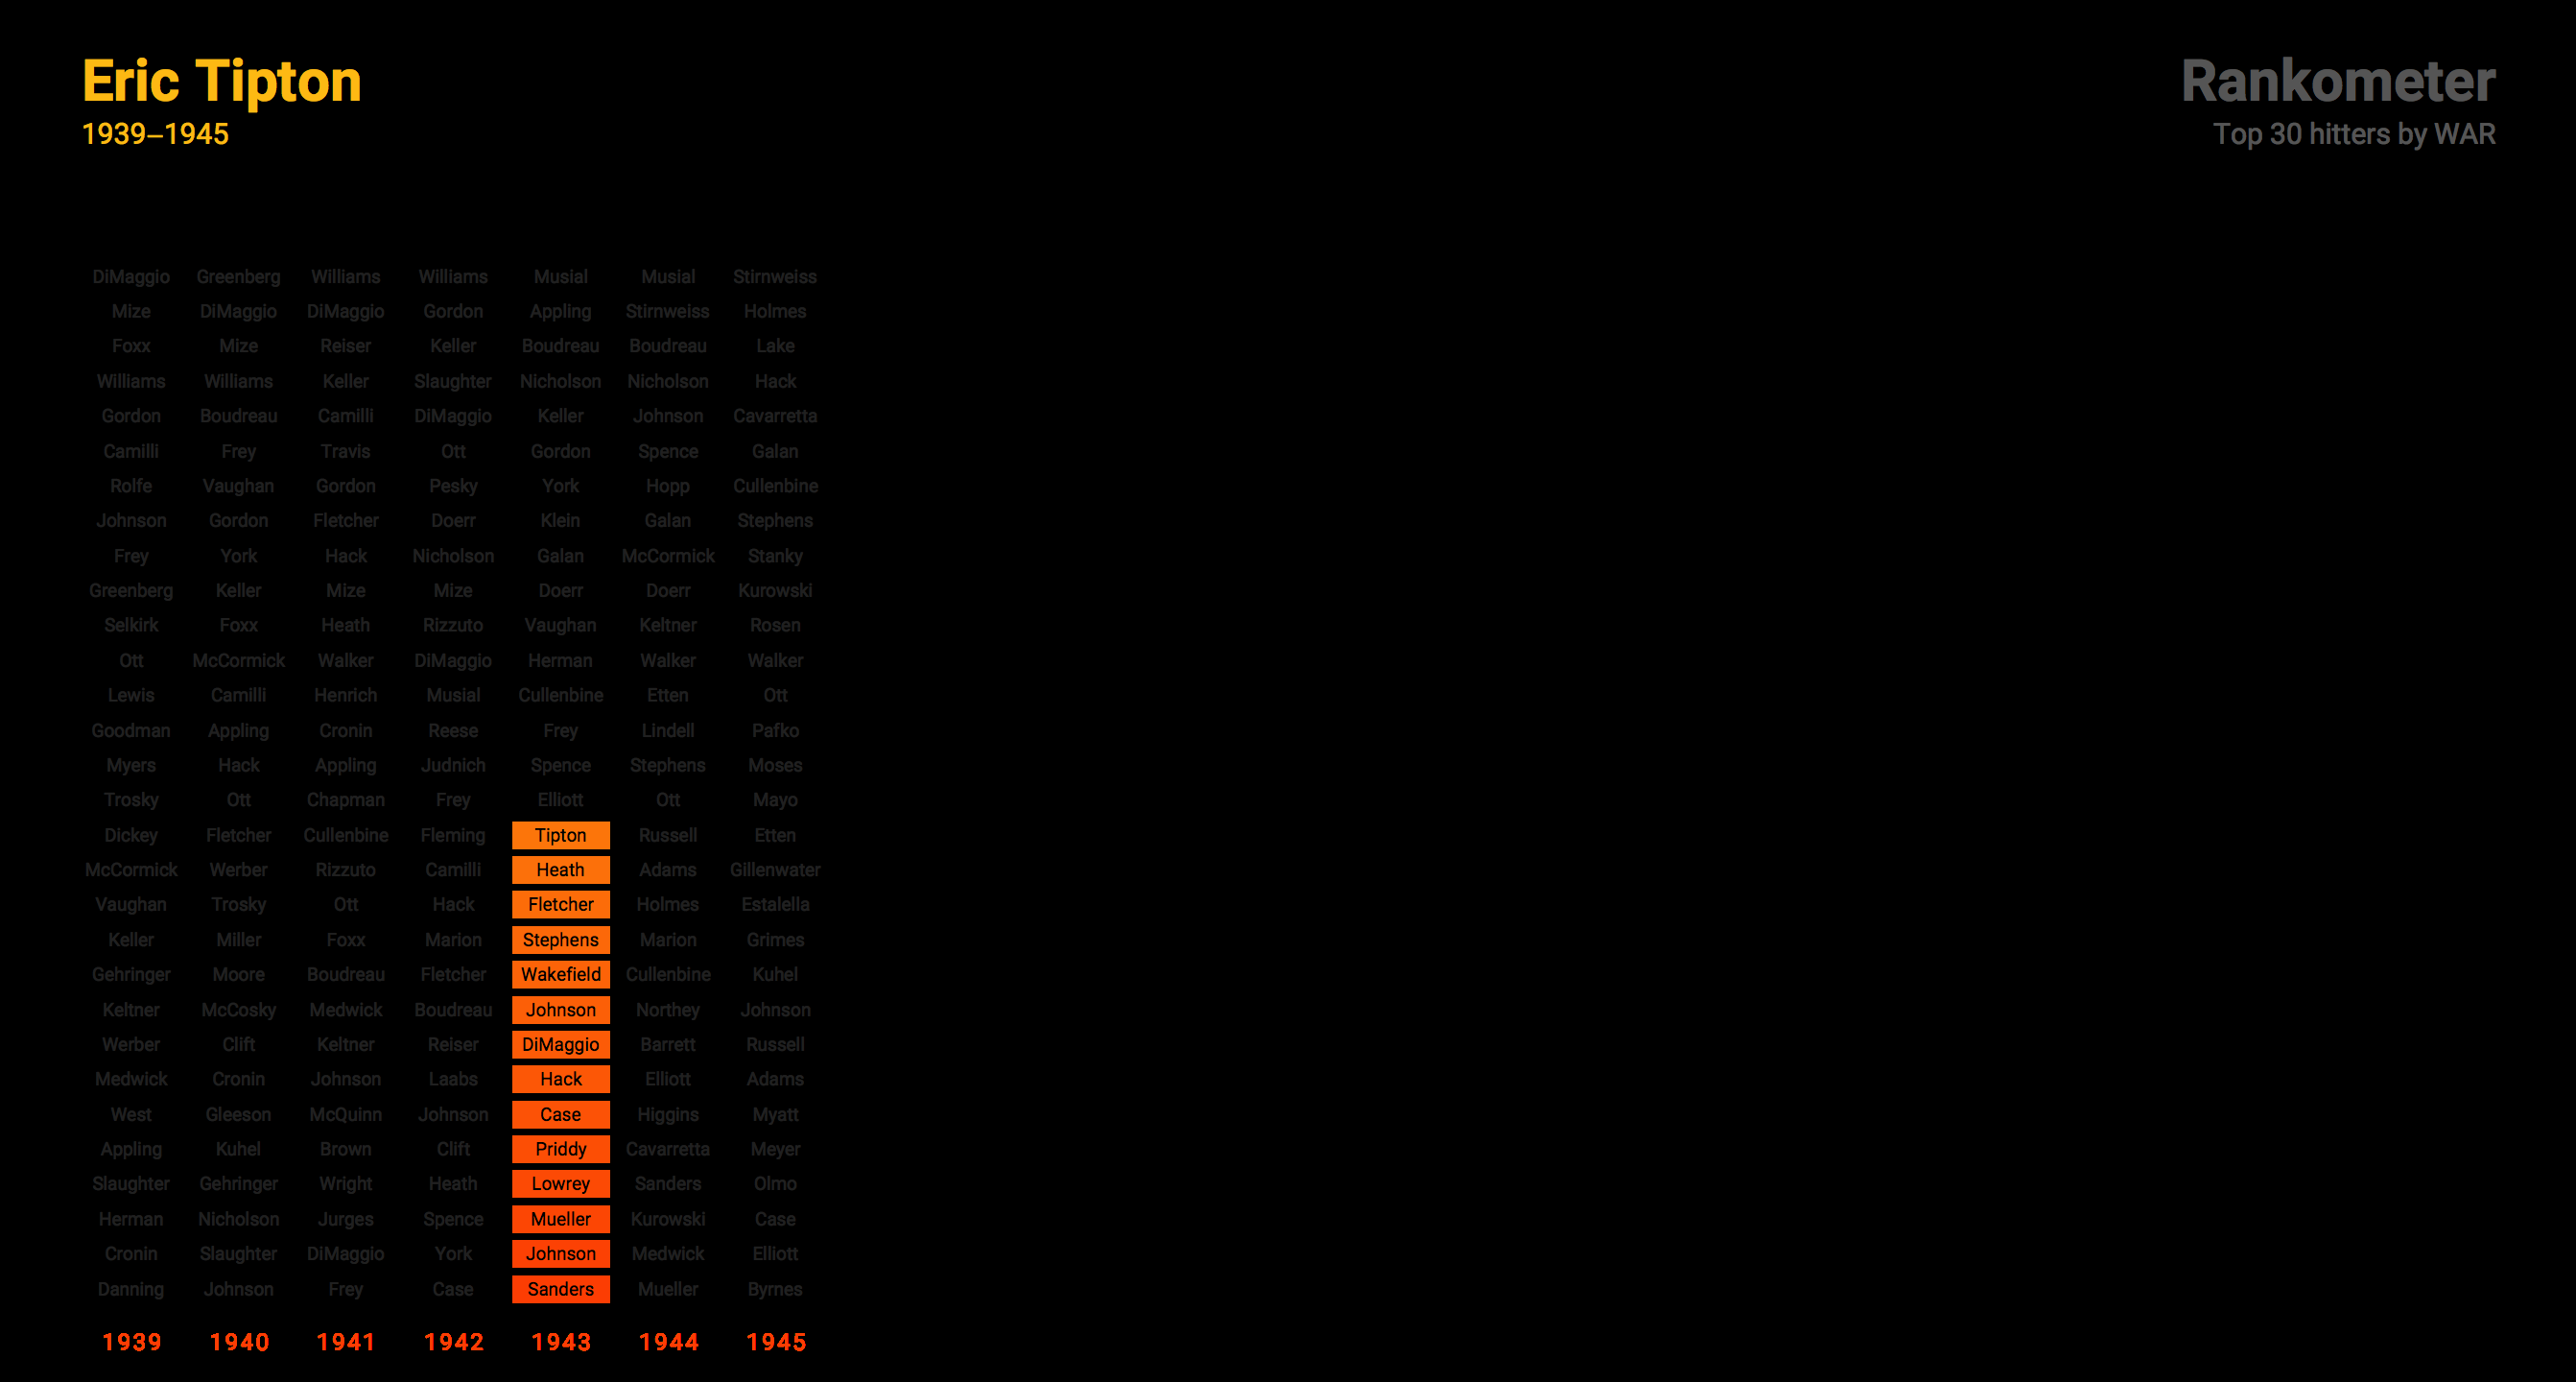 Eric Tipton
1939–1945
Rankometer
Top 30 hitters by WAR
DiMaggio Greenberg Williams Williams Musial Musial Stirnweiss
Mize DiMaggio DiMaggio Gordon Appling Stirnweiss Holmes
Foxx Mize Reiser Keller Boudreau Boudreau Lake
Williams Williams Keller Slaughter Nicholson Nicholson Hack
Gordon Boudreau Camilli DiMaggio Keller Johnson Cavarretta
Camilli Frey Travis Ott Gordon Spence Galan
Rolfe Vaughan Gordon Pesky York Hopp Cullenbine
Johnson Gordon Fletcher Doerr Klein Galan Stephens
Frey York Hack Nicholson Galan McCormick Stanky
Greenberg Keller Mize Mize Doerr Doerr Kurowski
Selkirk Foxx Heath Rizzuto Vaughan Keltner Rosen
Ott McCormick Walker DiMaggio Herman Walker Walker
Lewis Camilli Henrich Musial Cullenbine Etten Ott
Goodman Appling Cronin Reese Frey Lindell Pafko
Myers Hack Appling Judnich Spence Stephens Moses
Trosky Ott Chapman Frey Elliott Ott Mayo
Dickey Fletcher Cullenbine Fleming Tipton Russell Etten
McCormick Werber Rizzuto Camilli Heath Adams Gillenwater
Vaughan Trosky Ott Hack Fletcher Holmes Estalella
Keller Miller Foxx Marion Stephens Marion Grimes
Gehringer Moore Boudreau Fletcher Wakefield Cullenbine Kuhel
Keltner McCosky Medwick Boudreau Johnson Northey Johnson
Werber Clift Keltner Reiser DiMaggio Barrett Russell
Medwick Cronin Johnson Laabs Hack Elliott Adams
West Gleeson McQuinn Johnson Case Higgins Myatt
Appling Kuhel Brown Clift Priddy Cavarretta Meyer
Slaughter Gehringer Wright Heath Lowrey Sanders Olmo
Herman Nicholson Jurges Spence Mueller Kurowski Case
Cronin Slaughter DiMaggio York Johnson Medwick Elliott
Danning Johnson Frey Case Sanders Mueller Byrnes
1939 1940 1941 1942 1943 1944 1945